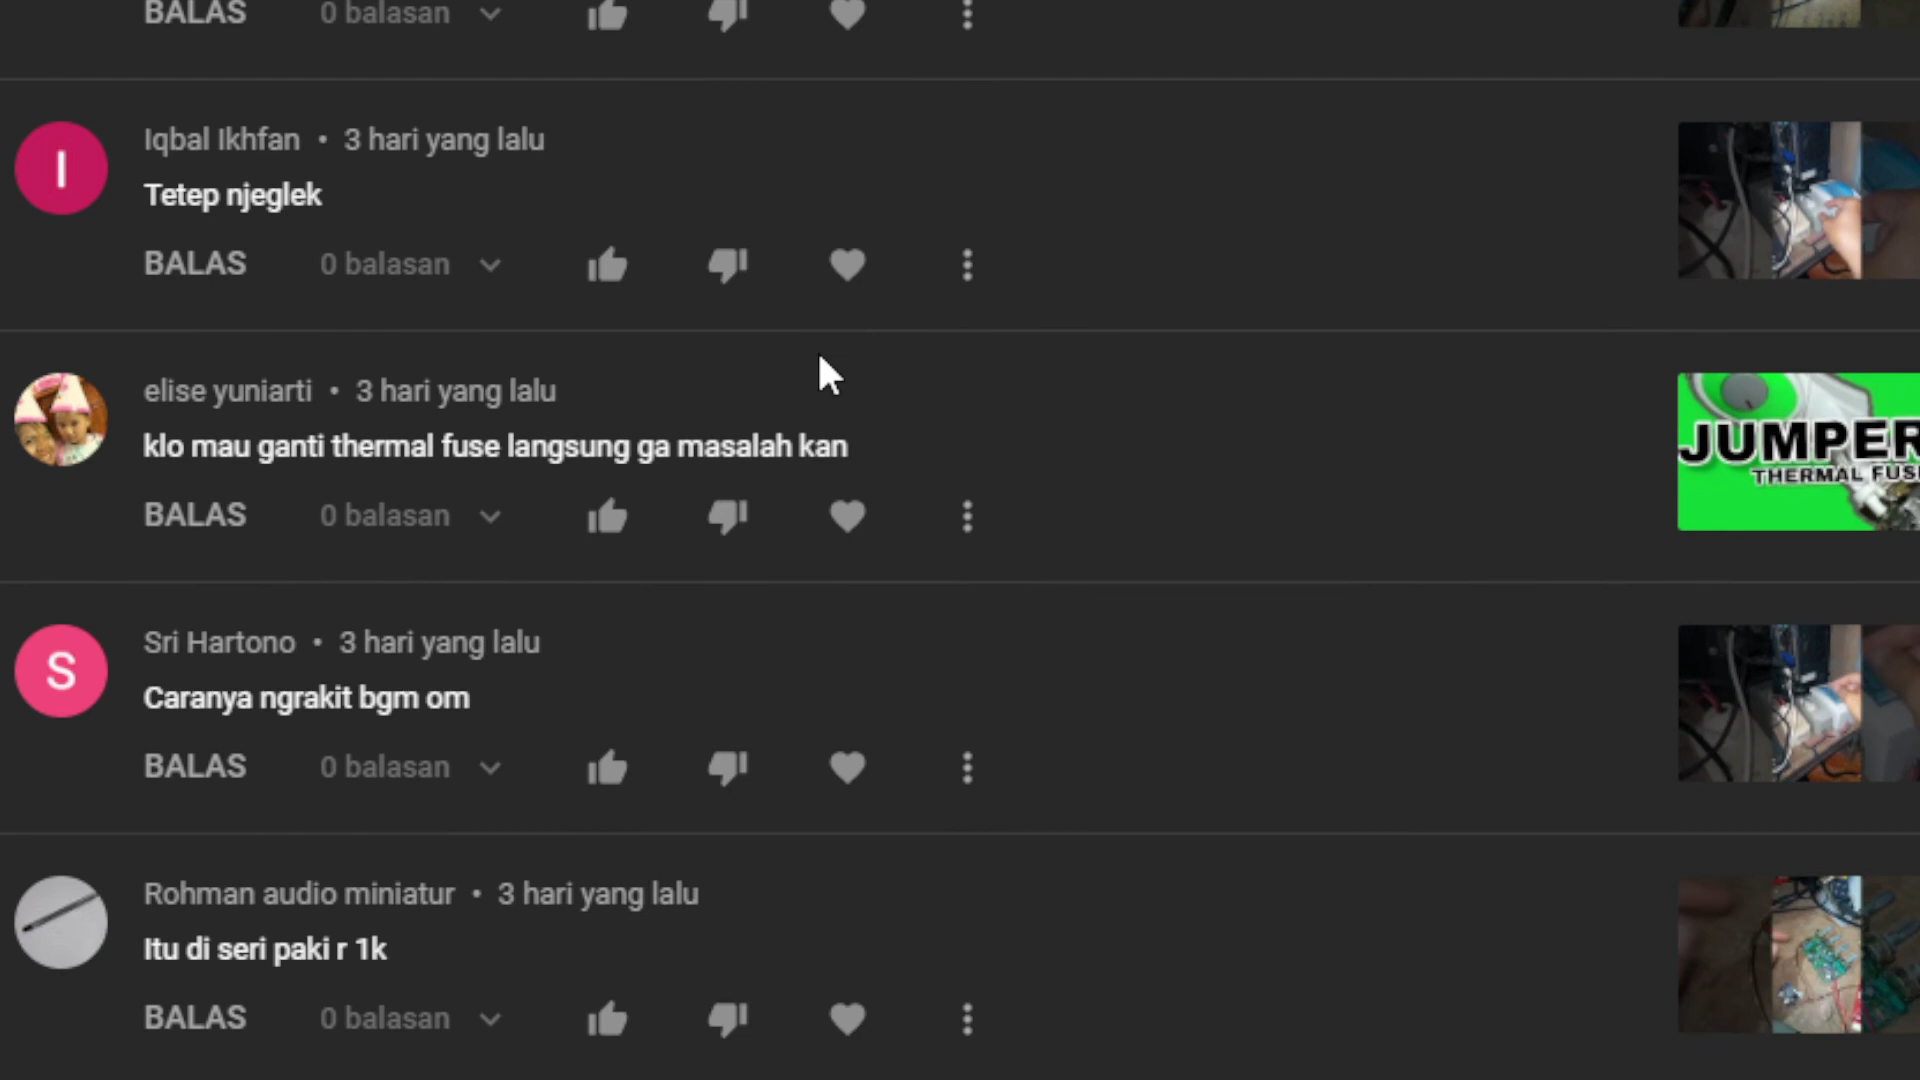 BALAS 0 balasan
I
Iqbal Ikhfan • 3 hari yang lalu
Tetep njeglek
BALAS 0 balasan
elise yuniarti • 3 hari yang lalu
klo mau ganti thermal fuse langsung ga masalah kan
BALAS 0 balasan
JUMPER
THERMAL FUS
S
Sri Hartono • 3 hari yang lalu
Caranya ngrakit bgm om
BALAS 0 balasan
Rohman audio miniatur • 3 hari yang lalu
Itu di seri paki r 1k
BALAS 0 balasan